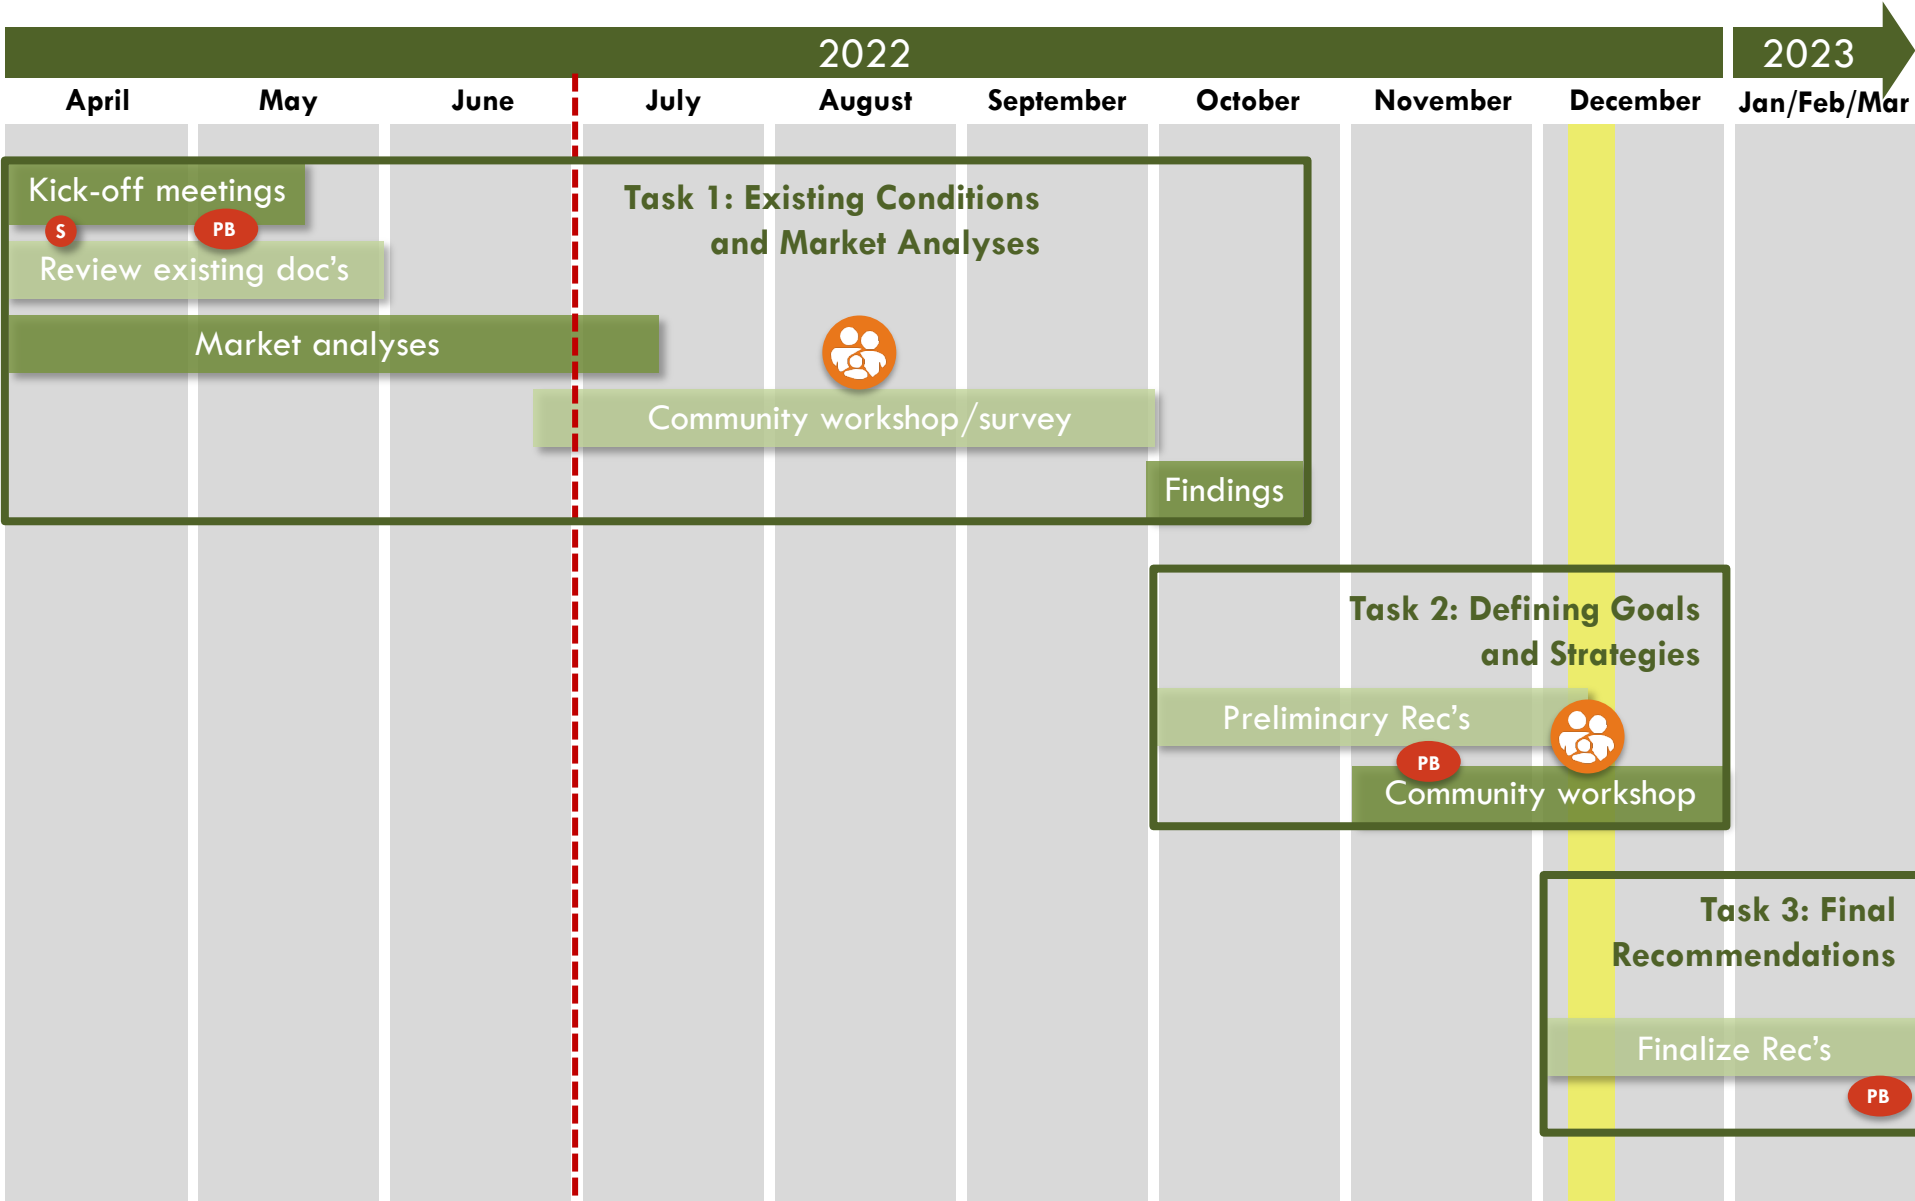 2022
2023
April
May
June
July
August
September
October
November
December
Jan/Feb/Mar
Kick-off meetings
Task 1: Existing Conditions
and Market Analyses
S
PB
Review existing doc's
Market analyses
Community workshop/survey
Findings
Task 2: Defining Goals
and Strategies
Preliminary Rec's
PB
Community workshop
Task 3: Final
Recommendations
Finalize Rec's
PB